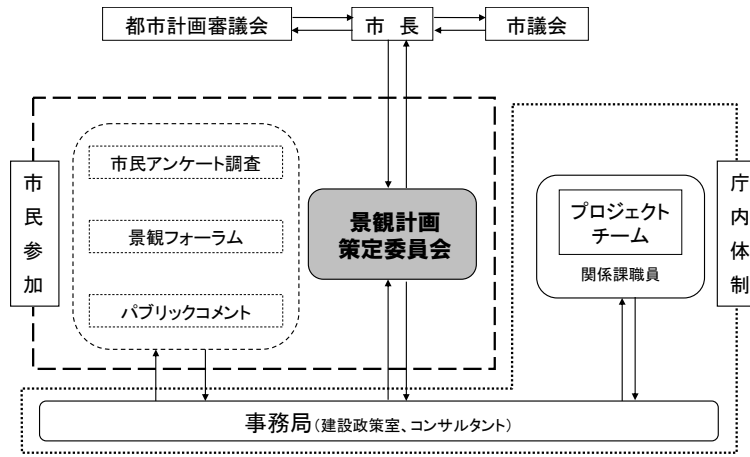 都市計画審議会
市長
市議会
市民参加
市民アンケート調査
景観フォーラム
パブリックコメント
景観計画
策定委員会
プロジェクト
チーム
関係課職員
庁内体制
事務局(建設政策室、コンサルタント)